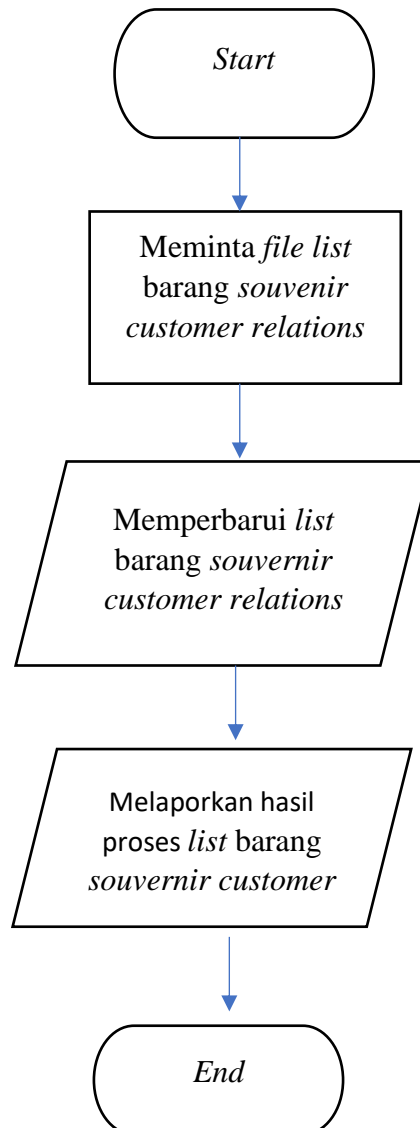 Start
Meminta file list
barang souvenir
customer relations
Memperbarui list
barang souvernir
customer relations
Melaporkan hasil
proses list barang
souvernir customer
End